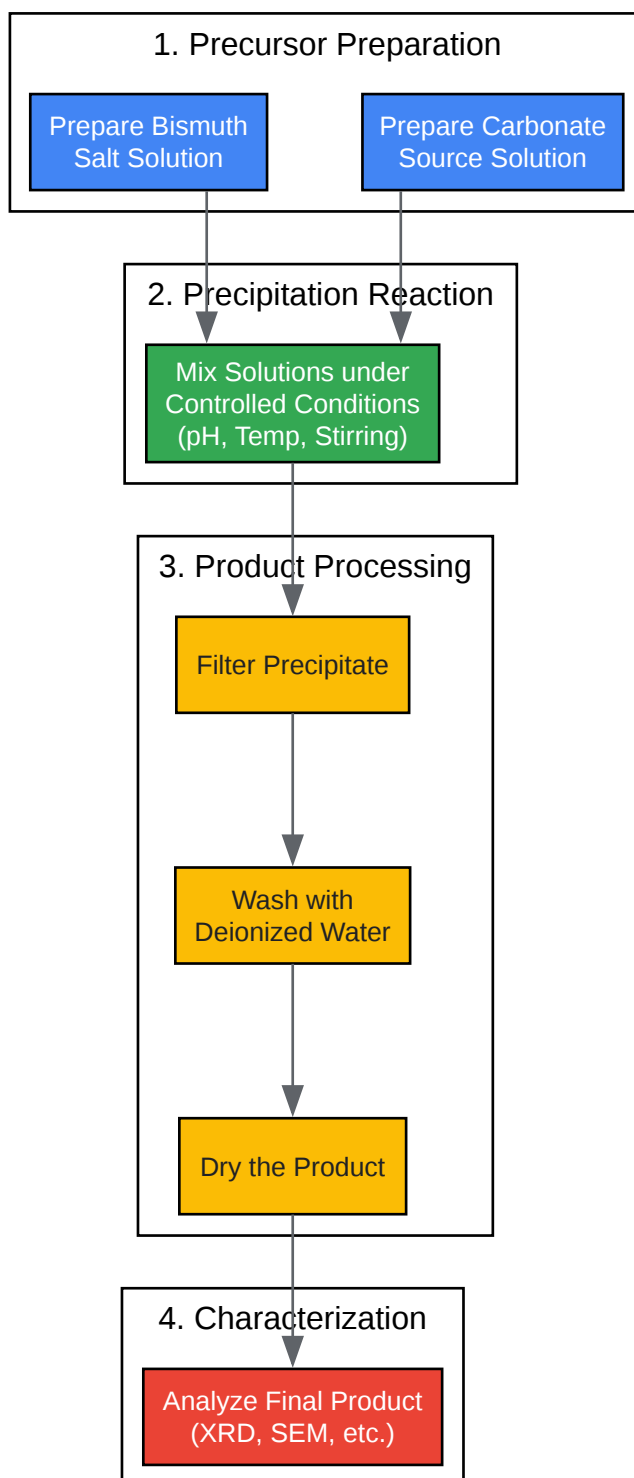 1. Precursor Preparation
Prepare Bismuth
Salt Solution
Prepare Carbonate
Source Solution
2. Precipitation Reaction
Mix Solutions under
Controlled Conditions
(pH, Temp, Stirring)
3. Product Processing
Filter Precipitate
Wash with
Deionized Water
Dry the Product
4. Characterization
Analyze Final Product
(XRD, SEM, etc.)